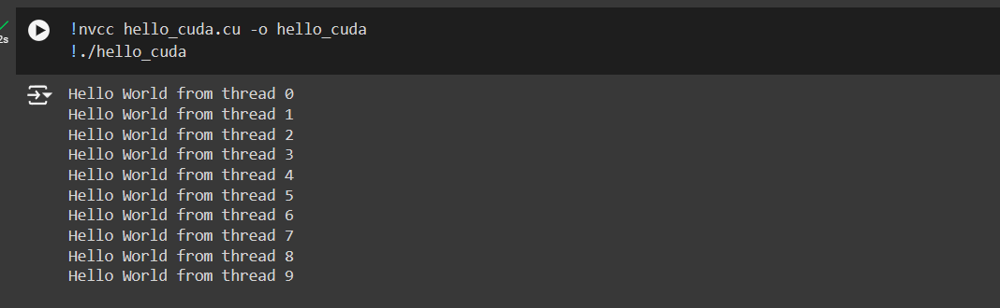 !nvcc hello_cuda.cu -o hello_cuda
2s
!./hello_cuda
Hello World from thread 0
Hello World from thread 1
Hello World from thread 2
Hello World from thread 3
Hello World from thread 4
Hello World from thread 5
Hello World from thread 6
Hello World from thread 7
Hello World from thread 8
Hello World from thread 9